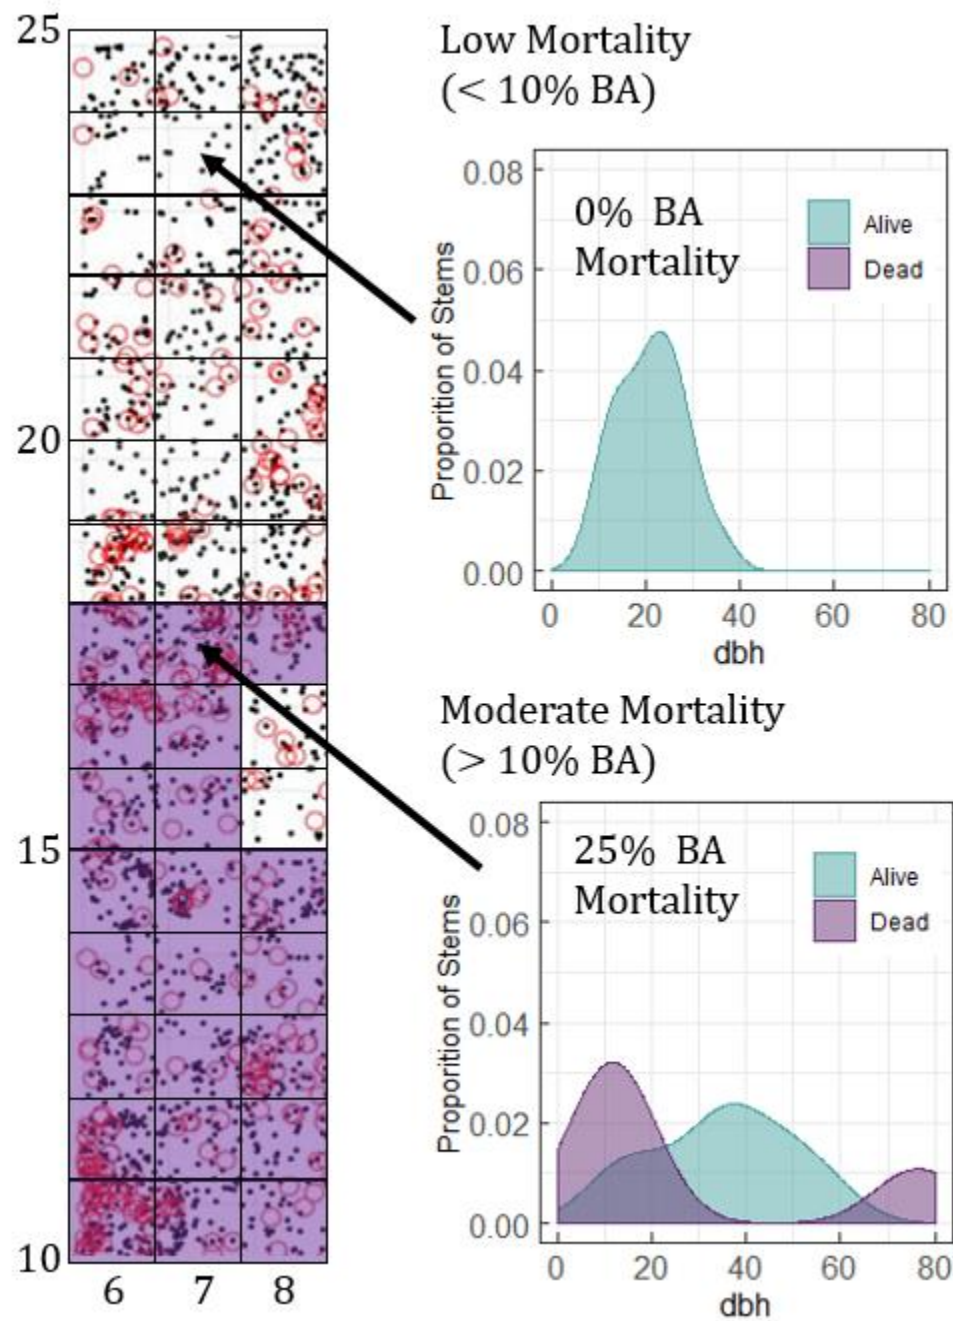 25
20
15
10
6 7 8
Low Mortality
(< 10% BA)
0% BA
Mortality
Alive
Dead
Proportion of Stems
0.08
0.06
0.04
0.02
0.00
0 20 40 60 80
dbh
Moderate Mortality
(> 10% BA)
25% BA
Mortality
Alive
Dead
Proportion of Stems
0.08
0.06
0.04
0.02
0.00
0 20 40 60 80
dbh